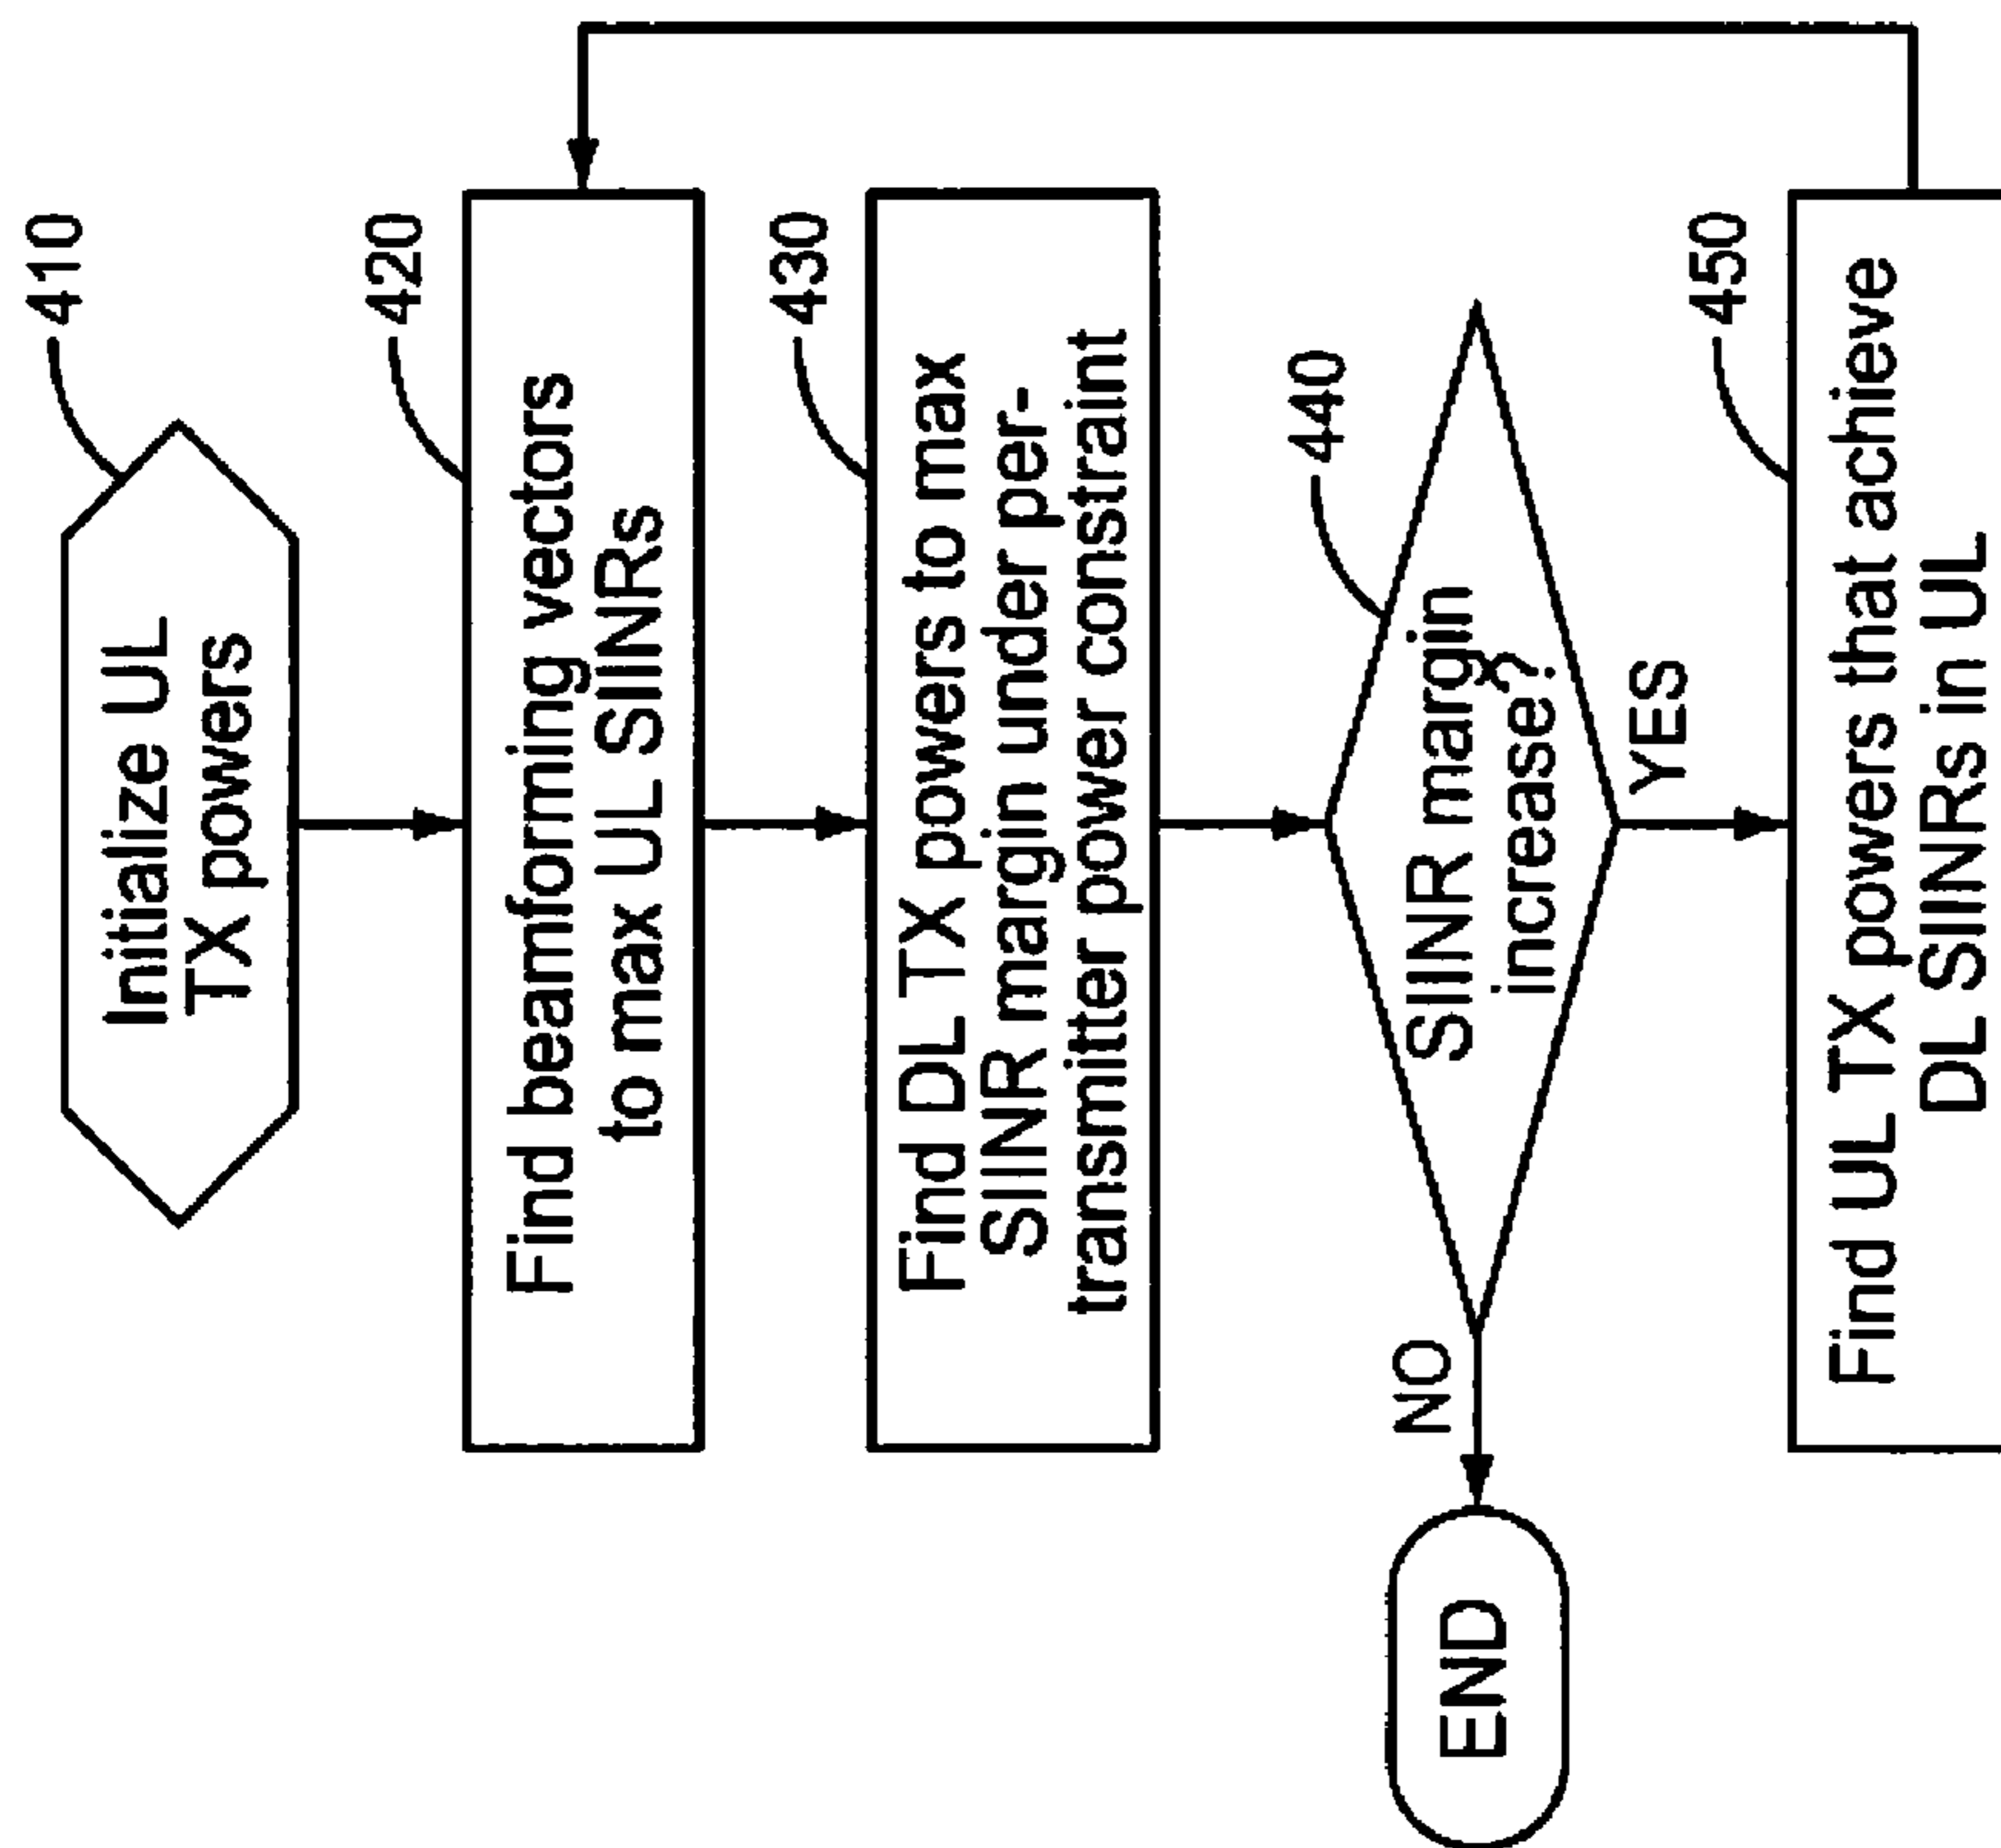 410
Initialize UL
TX powers
420
Find beamforming vectors
to max UL SIINRs
430
Find DL TX powers to max
SIINR margin under per-
transmitter power constraint
440
SIINR margin
increase?
NO
YES
END
450
Find UL TX powers that achieve
DL SIINRs in UL